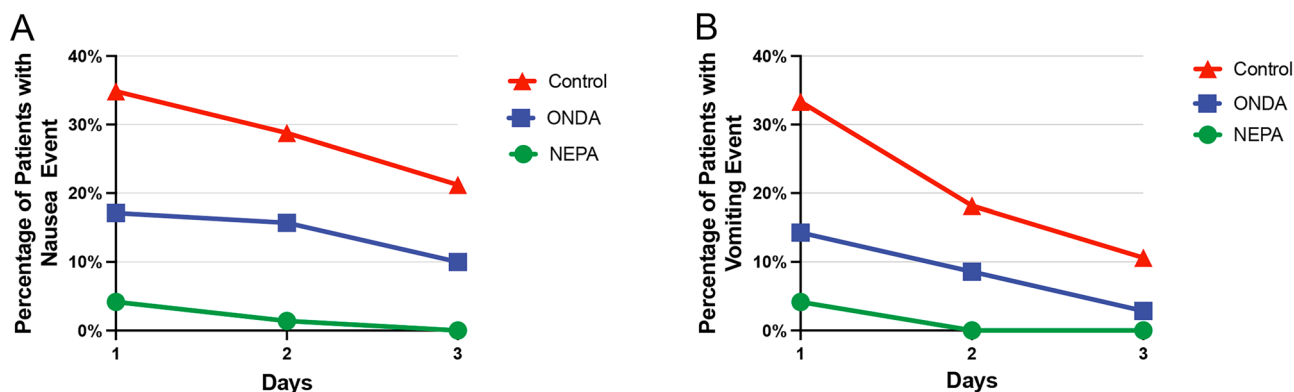 A
Percentage of Patients with
Nausea Event
40%
30%
20%
10%
0%
1
2
3
Days
Control
ONDA
NEPA
B
Percentage of Patients with
Vomiting Event
40%
30%
20%
10%
0%
1
2
3
Days
Control
ONDA
NEPA